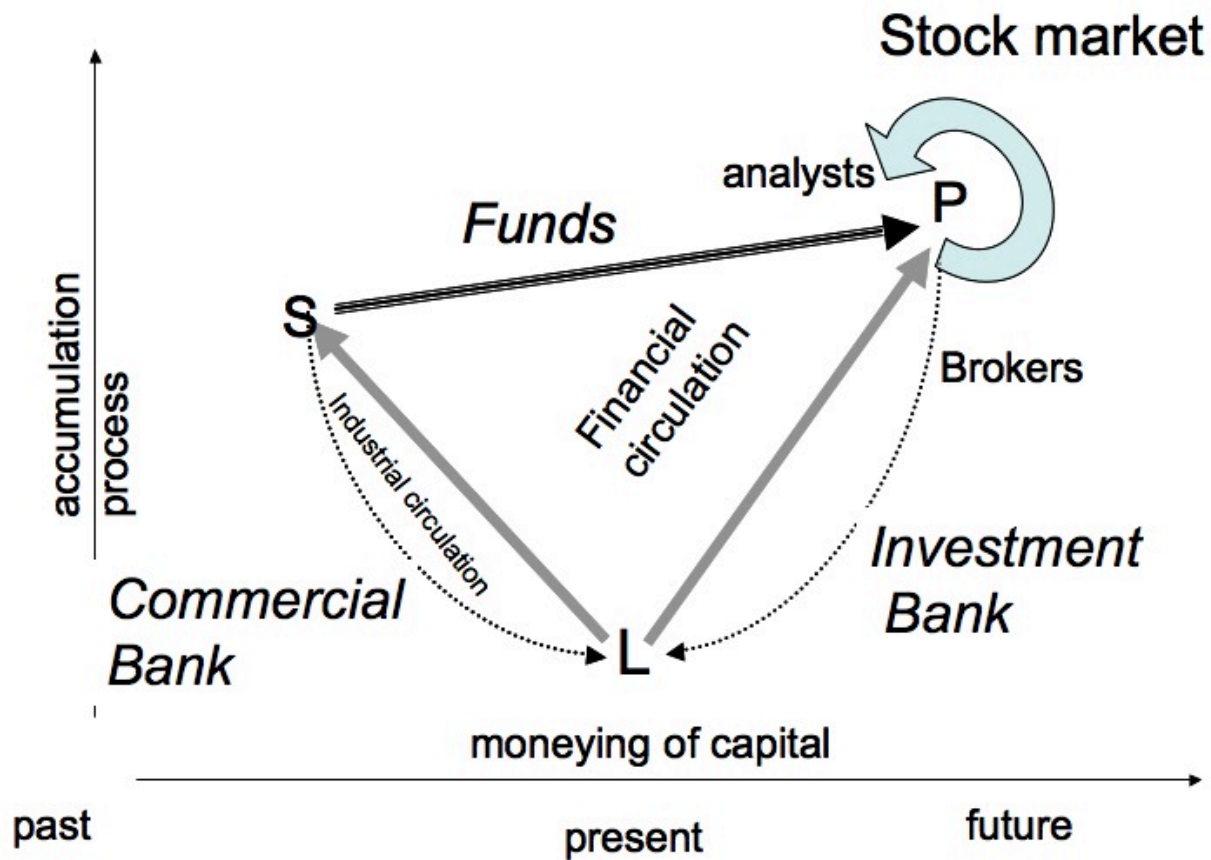 Stock market
analysts
P
Funds
S
accumulation
process
Financial
circulation
Brokers
Industrial circulation
Investment
Bank
Commercial
Bank
L
moneying of capital
past
present
future